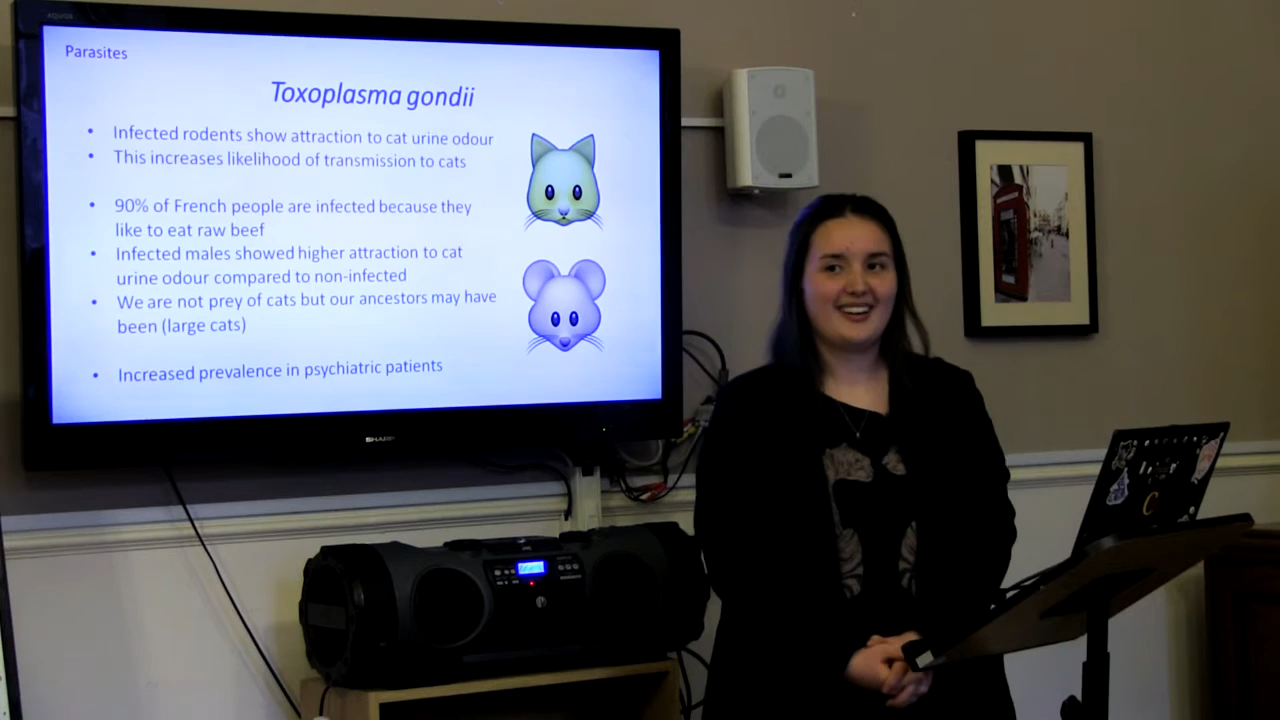 AQUOS
Parasites
Toxoplasma gondii
• Infected rodents show attraction to cat urine odour
• This increases likelihood of transmission to cats
• 90% of French people are infected because they
like to eat raw beef
• Infected males showed higher attraction to cat
urine odour compared to non-infected
• We are not prey of cats but our ancestors may have
been (large cats)
• Increased prevalence in psychiatric patients
SHARP